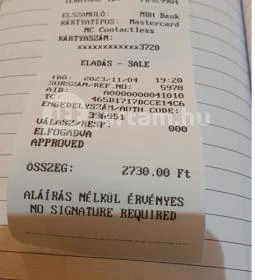 ELSZÁMOLÓ: MBH Bank
KÁRTYATÍPUS: Mastercard
MC Contactless
KÁRTYASZÁM:
xxxxxxxxxxxx3720
ELADÁS - SALE
IDŐ: 2023/11/04 19:20
SORSZÁM/REF.NO: 5978
AID: A0000000041010
TC: 465D1717DCCE14C6
ENGEDÉLYSZÁM/AUTH CODE:
396951
VÁLASZ/RESP: 000
ELFOGADVA
APPROVED
ÖSSZEG: 2730.00 Ft
ALÁÍRÁS NÉLKÜL ÉRVÉNYES
NO SIGNATURE REQUIRED